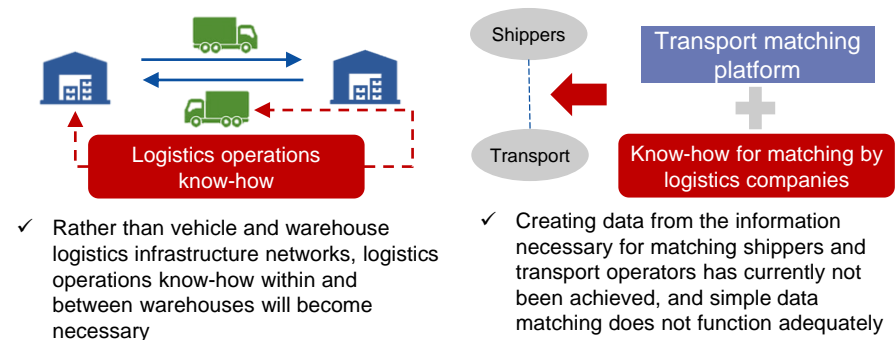 Logistics operations
know-how
✓ Rather than vehicle and warehouse
logistics infrastructure networks, logistics
operations know-how within and
between warehouses will become
necessary
Shippers
Transport
Transport matching
platform
Know-how for matching by
logistics companies
✓ Creating data from the information
necessary for matching shippers and
transport operators has currently not
been achieved, and simple data
matching does not function adequately